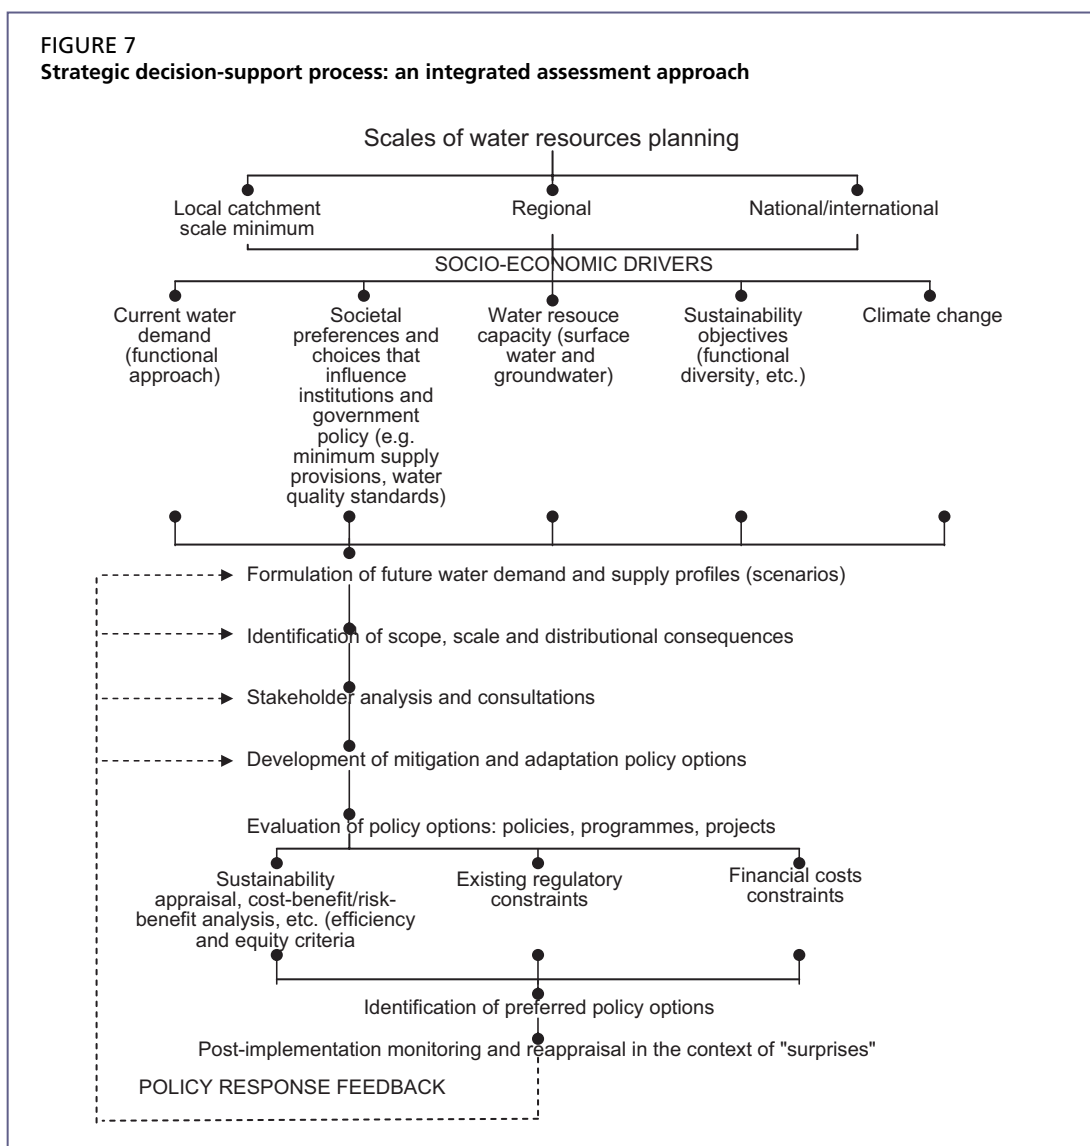 FIGURE 7
Strategic decision-support process: an integrated assessment approach
Scales of water resources planning
Local catchment
scale minimum
Regional
National/international
SOCIO-ECONOMIC DRIVERS
Current water
demand
(functional
approach)
Societal
preferences and
choices that
influence
institutions and
government
policy (e.g.
minimum supply
provisions, water
quality standards)
Water resouce
capacity (surface
water and
groundwater)
Sustainability
objectives
(functional
diversity, etc.)
Climate change
Formulation of future water demand and supply profiles (scenarios)
Identification of scope, scale and distributional consequences
Stakeholder analysis and consultations
Development of mitigation and adaptation policy options
Evaluation of policy options: policies, programmes, projects
Sustainability
appraisal, cost-benefit/risk-
benefit analysis, etc. (efficiency
and equity criteria
Existing regulatory
constraints
Financial costs
constraints
Identification of preferred policy options
Post-implementation monitoring and reappraisal in the context of "surprises"
POLICY RESPONSE FEEDBACK